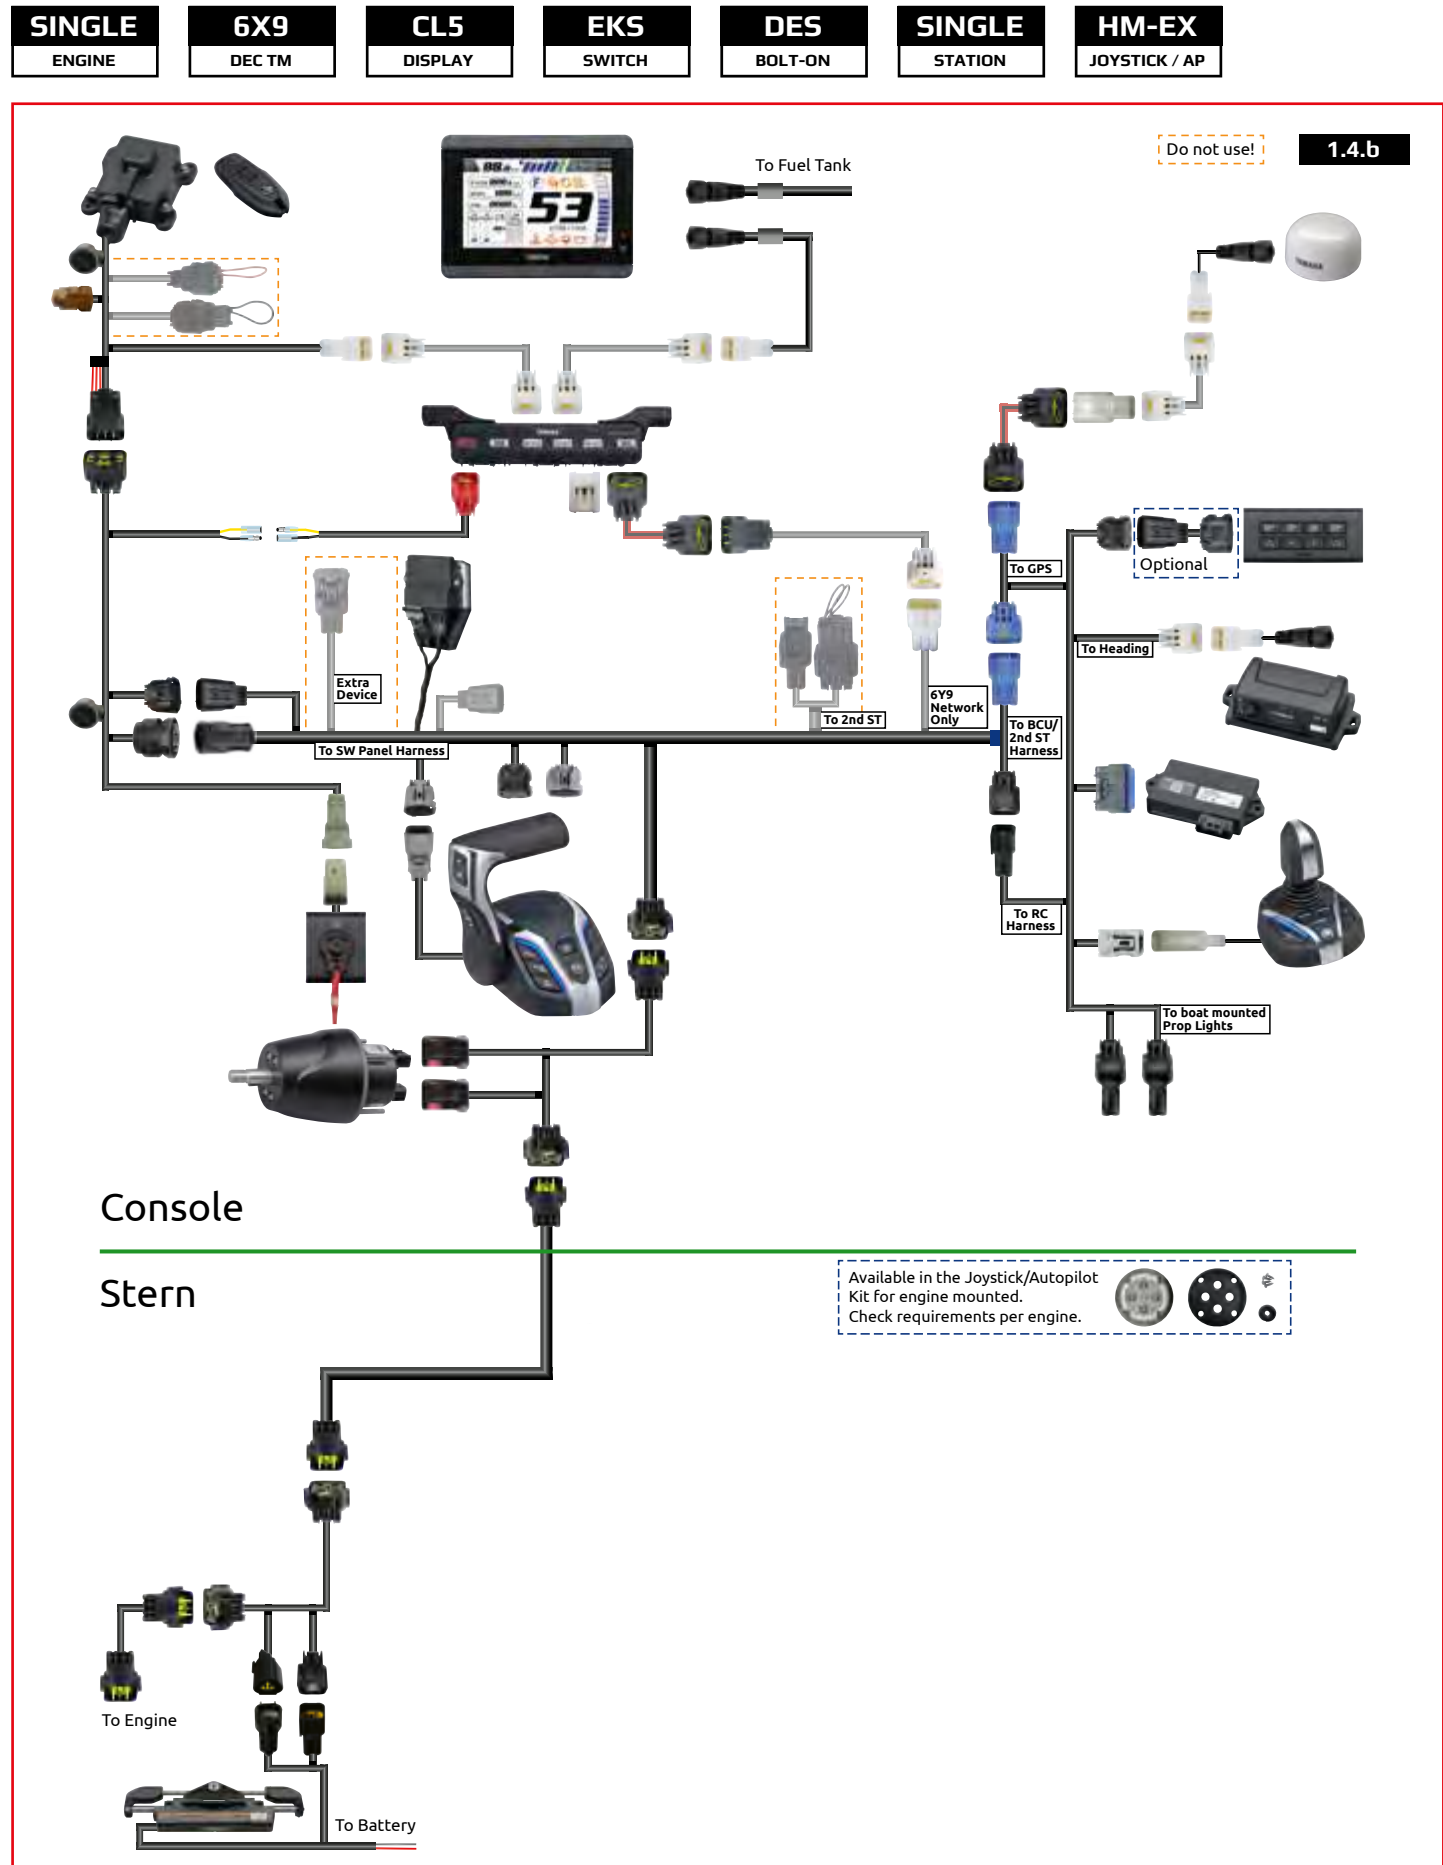 SINGLE
ENGINE
6X9
DEC TM
CL5
DISPLAY
EKS
SWITCH
DES
BOLT-ON
SINGLE
STATION
HM-EX
JOYSTICK / AP
Do not use!
1.4.b
To Fuel Tank
53
YAMAHA
To GPS
Optional
To Heading
Extra
Device
6Y9
Network
Only
To 2nd ST
To BCU/
2nd ST
Harness
To SW Panel Harness
To RC
Harness
To boat mounted
Prop Lights
Console
Stern
Available in the Joystick/Autopilot
Kit for engine mounted.
Check requirements per engine.
To Engine
To Battery